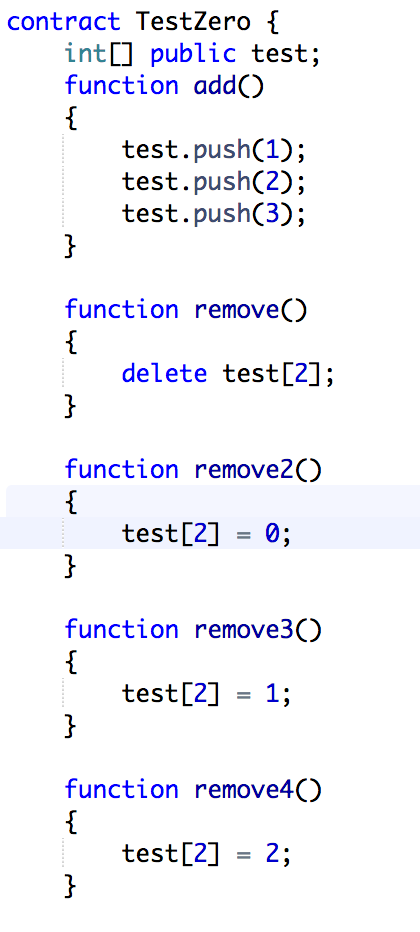 contract TestZero {
    int[] public test;
    function add()
    {
        test.push(1);
        test.push(2);
        test.push(3);
    }

    function remove()
    {
        delete test[2];
    }

    function remove2()
    {
        test[2] = 0;
    }

    function remove3()
    {
        test[2] = 1;
    }

    function remove4()
    {
        test[2] = 2;
    }